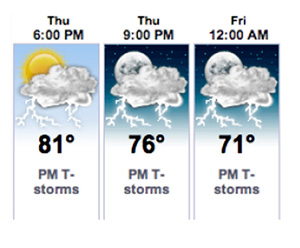 Thu
6:00 PM
81°
PM T-
storms
Thu
9:00 PM
76°
PM T-
storms
Fri
12:00 AM
71°
PM T-
storms